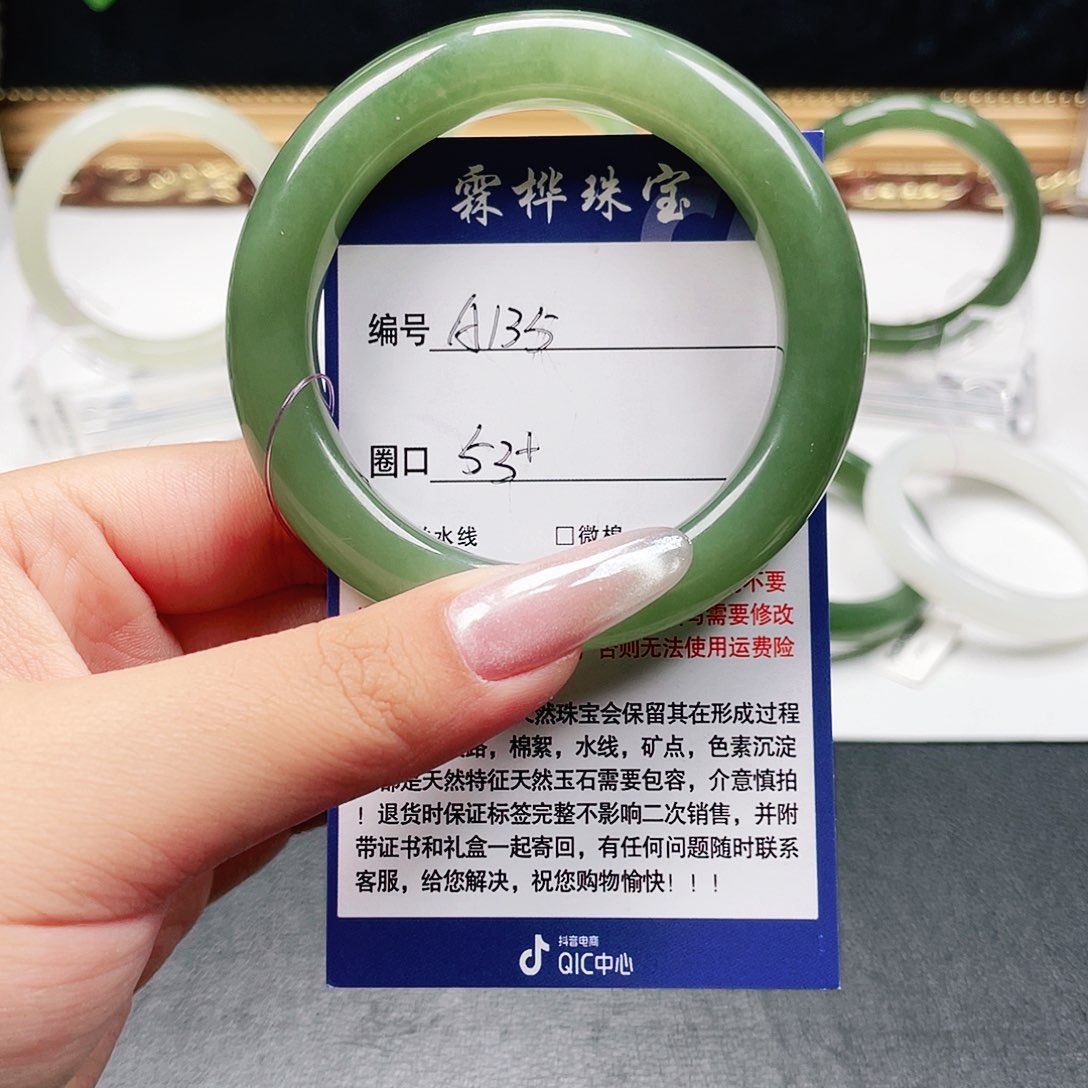 霖桦珠宝
编号 A135
圈口 53+
水线 □微棉
不要
需要修改
否则无法使用运费险
天然珠宝会保留其在形成过程
路，棉絮，水线，矿点，色素沉淀
都是天然特征天然玉石需要包容，介意慎拍
！退货时保证标签完整不影响二次销售，并附
带证书和礼盒一起寄回，有任何问题随时联系
客服，给您解决，祝您购物愉快！！！
抖音电商
QIC中心